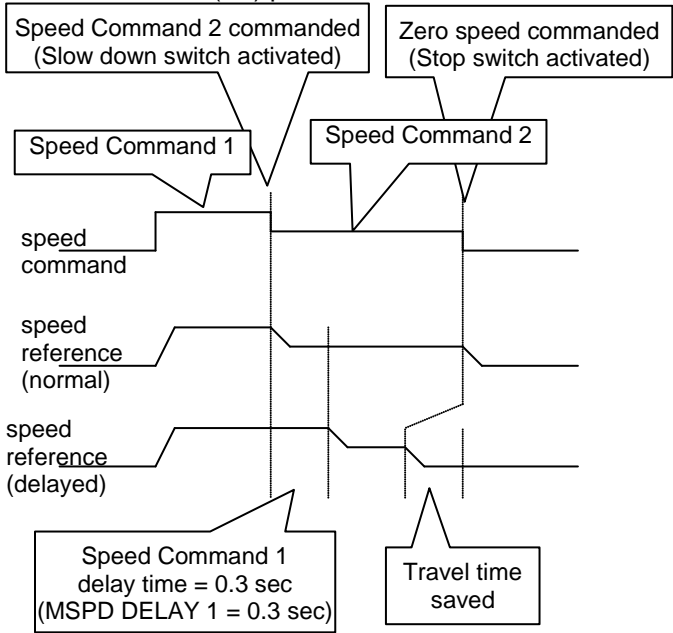 Speed Command 2 commanded
(Slow down switch activated)
Zero speed commanded
(Stop switch activated)
Speed Command 1
Speed Command 2
speed
command
speed
reference
(normal)
speed
reference
(delayed)
Speed Command 1
delay time = 0.3 sec
(MSPD DELAY 1 = 0.3 sec)
Travel time
saved